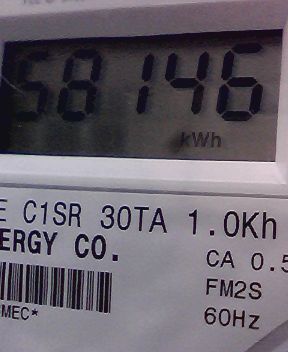 58146
kWh
E C1SR 30TA 1.0Kh
ERGY CO.
CA 0.5
FM2S
MEC*
60Hz